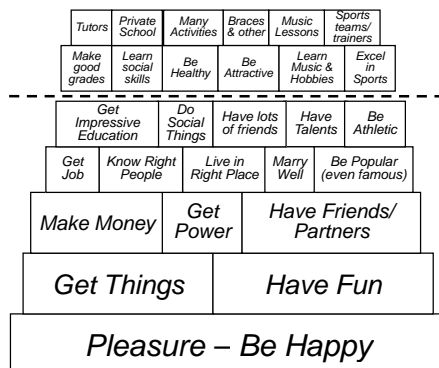 Tutors
Private
School
Many
Activities
Braces
& other
Music
Lessons
Sports
teams/
trainers
Make
good
grades
Learn
social
skills
Be
Healthy
Be
Attractive
Learn
Music &
Hobbies
Excel
in
Sports
Get
Impressive
Education
Do
Social
Things
Have lots
of friends
Have
Talents
Be
Athletic
Get
Job
Know Right
People
Live in
Right Place
Marry
Well
Be Popular
(even famous)
Make Money
Get
Power
Have Friends/
Partners
Get Things
Have Fun
Pleasure – Be Happy